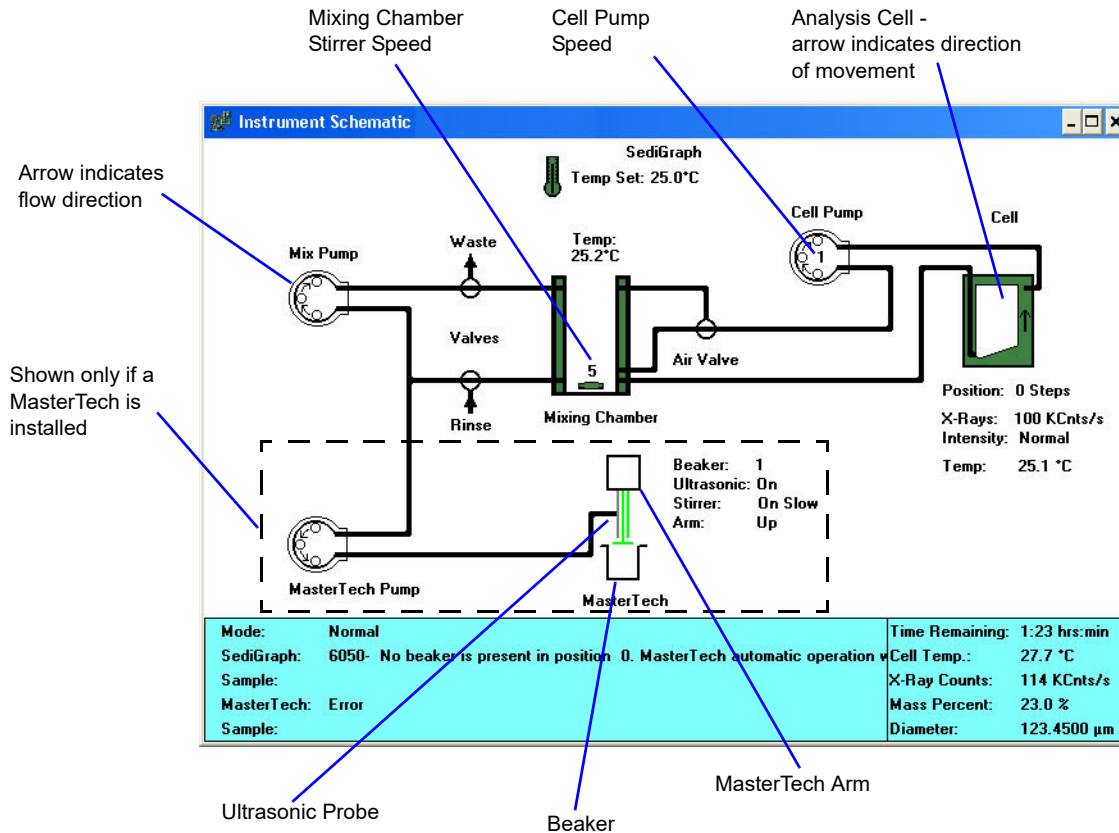 Mixing Chamber
Stirrer Speed
Cell Pump
Speed
Analysis Cell -
arrow indicates direction
of movement
Instrument Schematic
Arrow indicates
flow direction
SediGraph
Temp Set: 25.0°C
Mix Pump
Waste
Temp:
25.2°C
Cell Pump
1
Cell
Valves
Air Valve
5
Shown only if a
MasterTech is
installed
Rinse
Mixing Chamber
Position: 0 Steps
X-Rays: 100 KCnts/s
Intensity: Normal
Temp: 25.1 °C
Beaker: 1
Ultrasonic: On
Stirrer: On Slow
Arm: Up
MasterTech Pump
MasterTech
Mode: Normal
SediGraph: 6050- No beaker is present in position 0. MasterTech automatic operation
Sample:
MasterTech: Error
Sample:
Time Remaining: 1:23 hrs:min
Cell Temp.: 27.7 °C
X-Ray Counts: 114 KCnts/s
Mass Percent: 23.0 %
Diameter: 123.4500 µm
Ultrasonic Probe
Beaker
MasterTech Arm